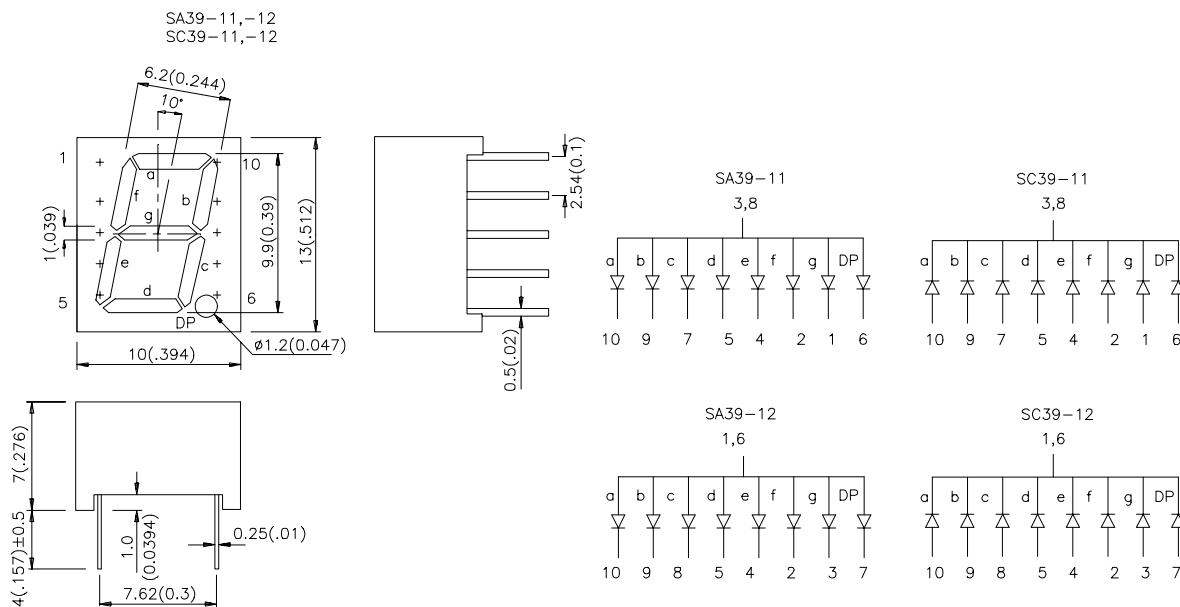 SA39-11,-12
SC39-11,-12
6.2(0.244)
10°
1
10
a
f
b
g
1(.039)
e
c
d
5
6
DP
9.9(0.39)
13(.512)
ø1.2(0.047)
10(.394)
2.54(0.1)
0.5(.02)
7(.276)
4(.157)±0.5
1.0
(0.0394)
0.25(.01)
7.62(0.3)
SA39-11
3,8
a b c d e f g DP
10 9 7 5 4 2 1 6
SC39-11
3,8
a b c d e f g DP
10 9 7 5 4 2 1 6
SA39-12
1,6
a b c d e f g DP
10 9 8 5 4 2 3 7
SC39-12
1,6
a b c d e f g DP
10 9 8 5 4 2 3 7